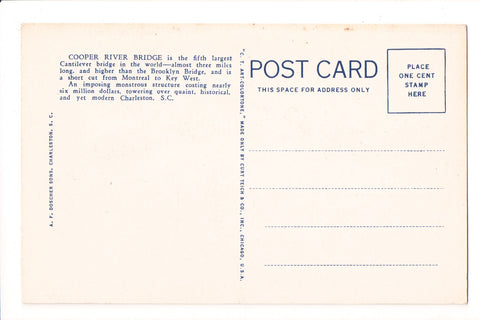 COOPER RIVER BRIDGE is the fifth largest
Cantilever bridge in the world—almost three miles
long, and higher than the Brooklyn Bridge, and is
a short cut from Montreal to Key West.
An imposing monstrous structure costing nearly
six million dollars, towering over quaint, historical,
and yet modern Charleston, S.C.
A. F. DOSCHER SONS, CHARLESTON, S. C.
"C. T. ART-COLORTONE," MADE ONLY BY CURT TEICH & CO., INC., CHICAGO, U.S.A.
POST CARD
THIS SPACE FOR ADDRESS ONLY
PLACE
ONE CENT
STAMP
HERE